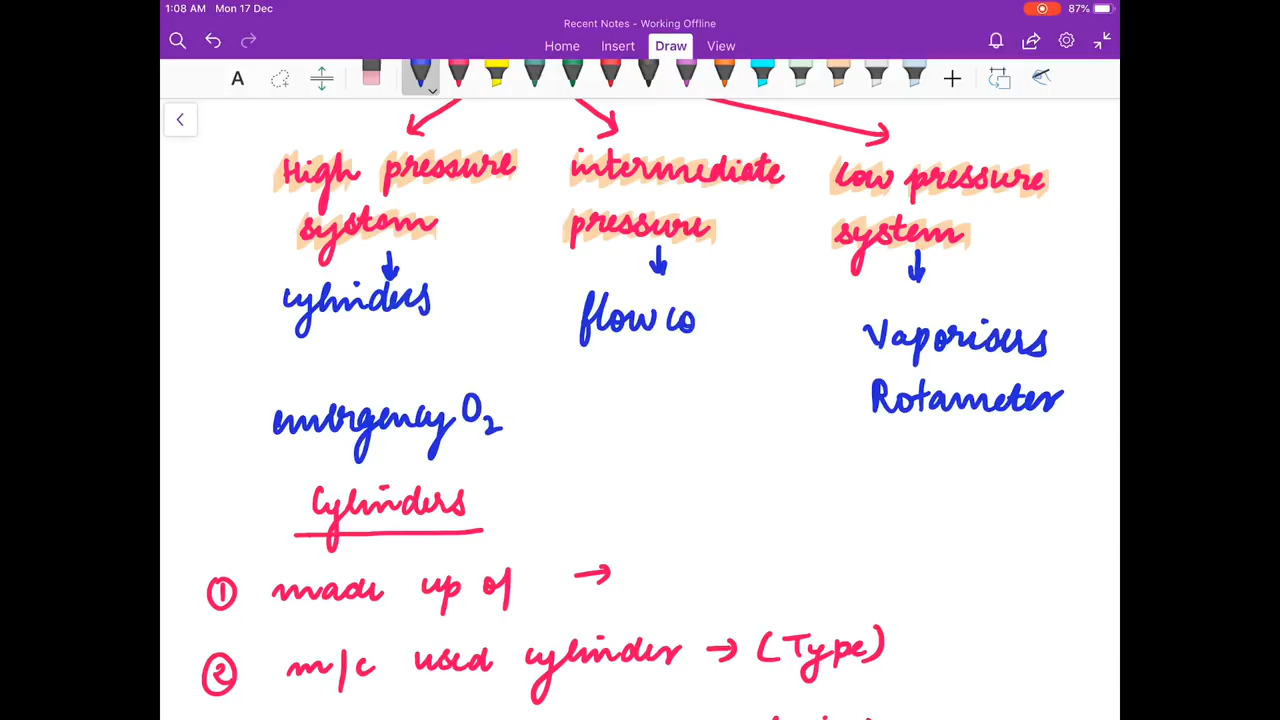 1:08 AM Mon 17 Dec
87%
Recent Notes - Working Offline
Home Insert Draw View
A
High pressure
system
intermediate
pressure
Low pressure
system
cylinders
flow co
Vaporisers
Rotameter
emergency O2
Cylinders
① made up of →
② m/c used cylinder → (Type)